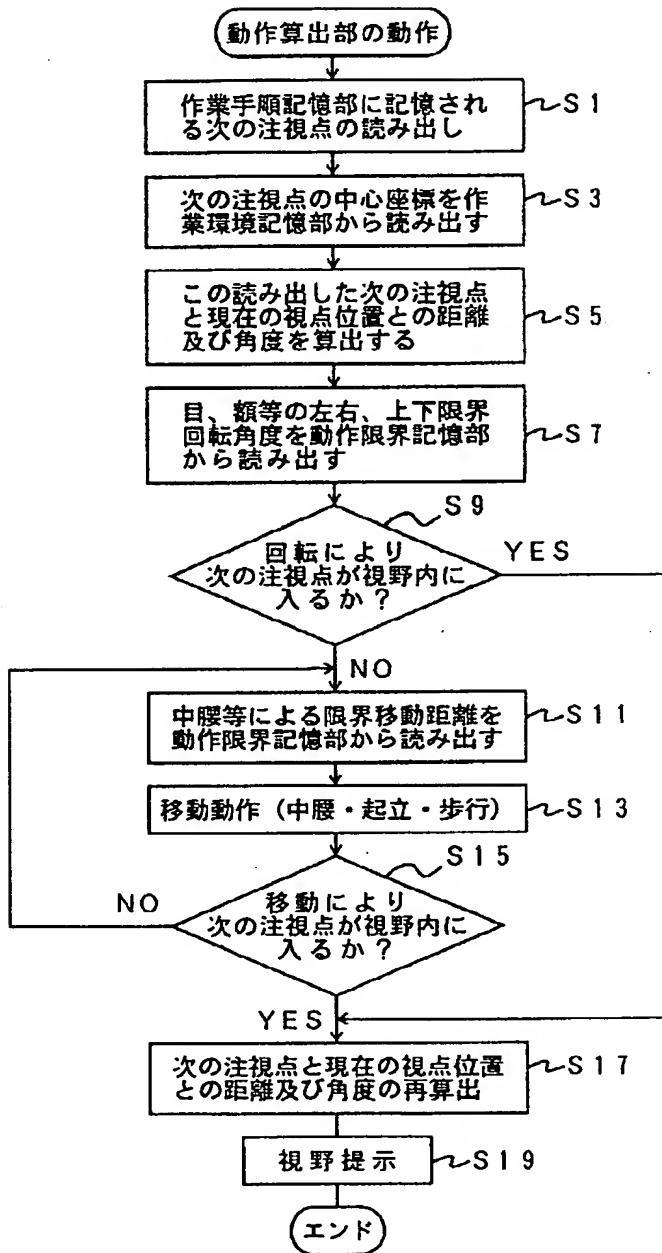 動作算出部の動作
作業手順記憶部に記憶され
る次の注視点の読み出し
S1
次の注視点の中心座標を作
業環境記憶部から読み出す
S3
この読み出した次の注視点
と現在の視点位置との距離
及び角度を算出する
S5
目、額等の左右、上下限界
回転角度を動作限界記憶部
から読み出す
S7
S9
回転により
次の注視点が視野内に
入るか?
YES
NO
中腰等による限界移動距離を
動作限界記憶部から読み出す
S11
移動動作(中腰・起立・歩行)
S13
S15
NO
移動により
次の注視点が視野内に
入るか?
YES
次の注視点と現在の視点位置
との距離及び角度の再算出
S17
視野提示
S19
エンド